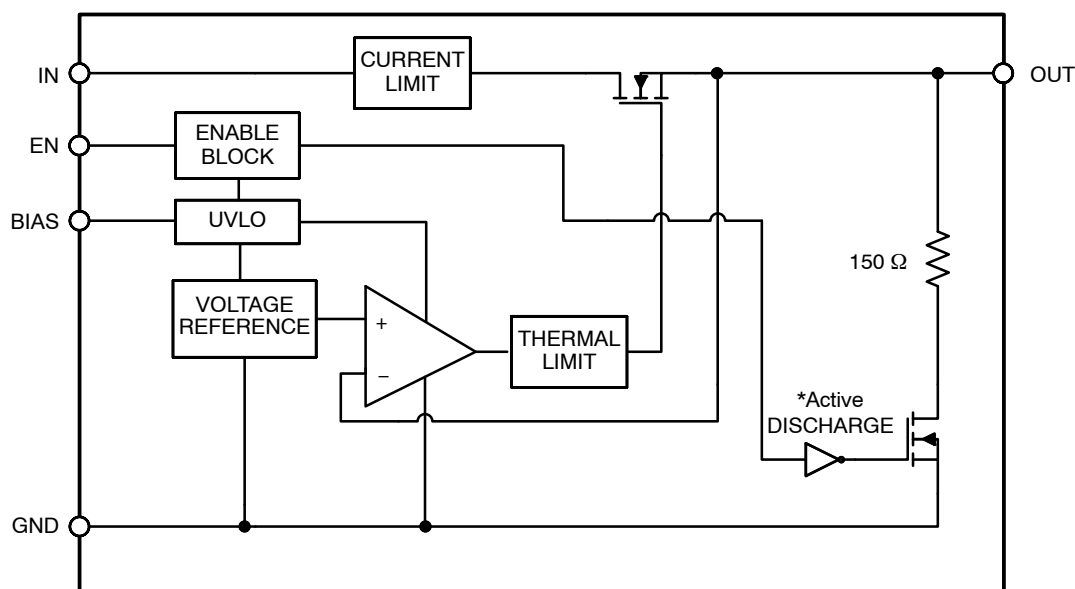 IN
CURRENT
LIMIT
OUT
EN
ENABLE
BLOCK
BIAS
UVLO
150 Ω
VOLTAGE
REFERENCE
+
−
THERMAL
LIMIT
*Active
DISCHARGE
GND